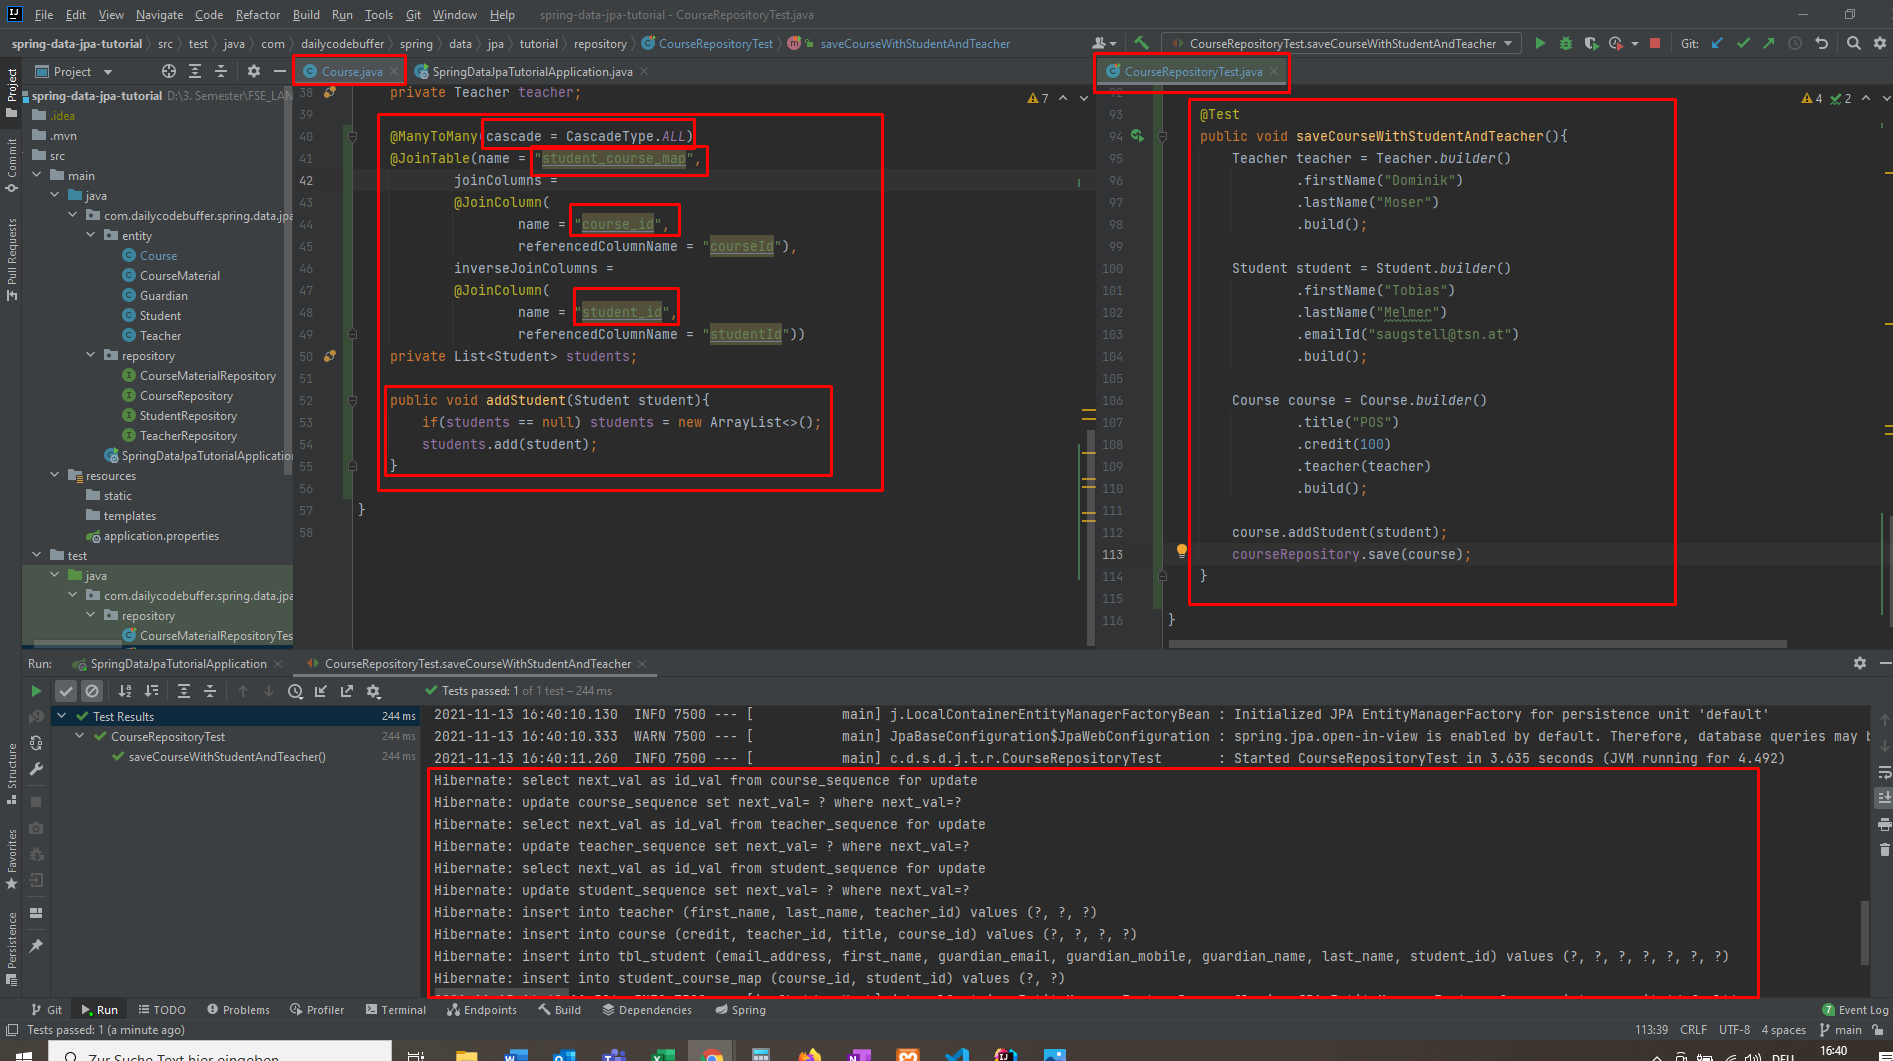 File Edit View Navigate Code Refactor Build Run Tools Git Window Help spring-data-jpa-tutorial - CourseRepositoryTest.java
spring-data-jpa-tutorial src test java com dailycodebuffer spring data jpa tutorial repository CourseRepositoryTest saveCourseWithStudentAndTeacher CourseRepositoryTest.saveCourseWithStudentAndTeacher Git:
Project
Commit
Pull Requests
Structure
Favorites
Persistence
Project
spring-data-jpa-tutorial D:\3. Semester\FSE_LAN
.idea
.mvn
src
main
java
com.dailycodebuffer.spring.data.jpa
entity
Course
CourseMaterial
Guardian
Student
Teacher
repository
CourseMaterialRepository
CourseRepository
StudentRepository
TeacherRepository
SpringDataJpaTutorialApplication
resources
static
templates
application.properties
test
java
com.dailycodebuffer.spring.data.jpa
repository
CourseMaterialRepositoryTes
Course.java SpringDataJpaTutorialApplication.java
7
38 private Teacher teacher;
39
40 @ManyToMany(cascade = CascadeType.ALL)
41 @JoinTable(name = "student_course_map",
42 joinColumns =
43 @JoinColumn(
44 name = "course_id",
45 referencedColumnName = "courseId"),
46 inverseJoinColumns =
47 @JoinColumn(
48 name = "student_id",
49 referencedColumnName = "studentId"))
50 private List<Student> students;
51
52 public void addStudent(Student student){
53 if(students == null) students = new ArrayList<>();
54 students.add(student);
55 }
56
57 }
58
CourseRepositoryTest.java
4 2
92
93 @Test
94 public void saveCourseWithStudentAndTeacher(){
95 Teacher teacher = Teacher.builder()
96 .firstName("Dominik")
97 .lastName("Moser")
98 .build();
99
100 Student student = Student.builder()
101 .firstName("Tobias")
102 .lastName("Melmer")
103 .emailId("saugstell@tsn.at")
104 .build();
105
106 Course course = Course.builder()
107 .title("POS")
108 .credit(100)
109 .teacher(teacher)
110 .build();
111
112 course.addStudent(student);
113 courseRepository.save(course);
114 }
115
116 }
Run: SpringDataJpaTutorialApplication CourseRepositoryTest.saveCourseWithStudentAndTeacher
Tests passed: 1 of 1 test – 244 ms
Test Results 244 ms
CourseRepositoryTest 244 ms
saveCourseWithStudentAndTeacher() 244 ms
2021-11-13 16:40:10.130 INFO 7500 --- [ main] j.LocalContainerEntityManagerFactoryBean : Initialized JPA EntityManagerFactory for persistence unit 'default'
2021-11-13 16:40:10.333 WARN 7500 --- [ main] JpaBaseConfiguration$JpaWebConfiguration : spring.jpa.open-in-view is enabled by default. Therefore, database queries may b
2021-11-13 16:40:11.260 INFO 7500 --- [ main] c.d.s.d.j.t.r.CourseRepositoryTest : Started CourseRepositoryTest in 3.635 seconds (JVM running for 4.492)
Hibernate: select next_val as id_val from course_sequence for update
Hibernate: update course_sequence set next_val= ? where next_val=?
Hibernate: select next_val as id_val from teacher_sequence for update
Hibernate: update teacher_sequence set next_val= ? where next_val=?
Hibernate: select next_val as id_val from student_sequence for update
Hibernate: update student_sequence set next_val= ? where next_val=?
Hibernate: insert into teacher (first_name, last_name, teacher_id) values (?, ?, ?)
Hibernate: insert into course (credit, teacher_id, title, course_id) values (?, ?, ?, ?)
Hibernate: insert into tbl_student (email_address, first_name, guardian_email, guardian_mobile, guardian_name, last_name, student_id) values (?, ?, ?, ?, ?, ?, ?)
Hibernate: insert into student_course_map (course_id, student_id) values (?, ?)
Git Run TODO Problems Profiler Terminal Endpoints Build Dependencies Spring 7 Event Log
Tests passed: 1 (a minute ago) 113:39 CRLF UTF-8 4 spaces main
Zur Suche Text hier eingeben DEU 16:40